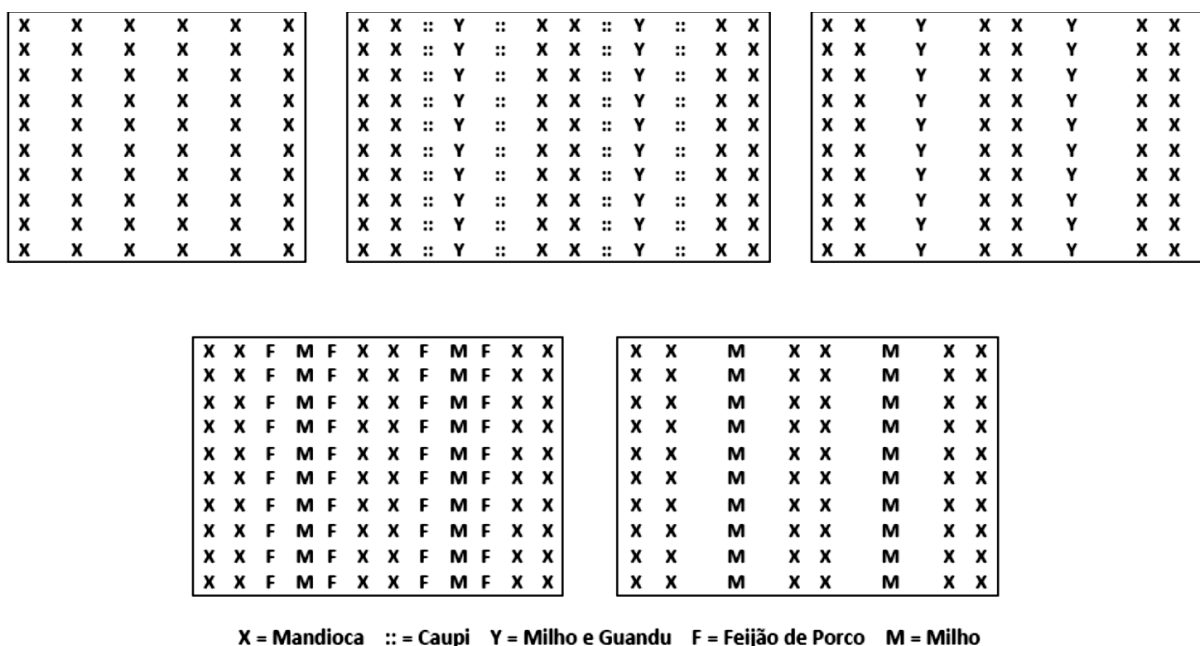 X X X X X X
X X X X X X
X X X X X X
X X X X X X
X X X X X X
X X X X X X
X X X X X X
X X X X X X
X X X X X X
X X X X X X
X X :: Y :: X X :: Y :: X X
X X :: Y :: X X :: Y :: X X
X X :: Y :: X X :: Y :: X X
X X :: Y :: X X :: Y :: X X
X X :: Y :: X X :: Y :: X X
X X :: Y :: X X :: Y :: X X
X X :: Y :: X X :: Y :: X X
X X :: Y :: X X :: Y :: X X
X X :: Y :: X X :: Y :: X X
X X :: Y :: X X :: Y :: X X
X X Y X X Y X X
X X Y X X Y X X
X X Y X X Y X X
X X Y X X Y X X
X X Y X X Y X X
X X Y X X Y X X
X X Y X X Y X X
X X Y X X Y X X
X X Y X X Y X X
X X Y X X Y X X
X X F M F X X F M F X X
X X F M F X X F M F X X
X X F M F X X F M F X X
X X F M F X X F M F X X
X X F M F X X F M F X X
X X F M F X X F M F X X
X X F M F X X F M F X X
X X F M F X X F M F X X
X X F M F X X F M F X X
X X F M F X X F M F X X
X X M X X M X X
X X M X X M X X
X X M X X M X X
X X M X X M X X
X X M X X M X X
X X M X X M X X
X X M X X M X X
X X M X X M X X
X X M X X M X X
X X M X X M X X
X = Mandioca :: = Caupi Y = Milho e Guandu F = Feijão de Porco M = Milho